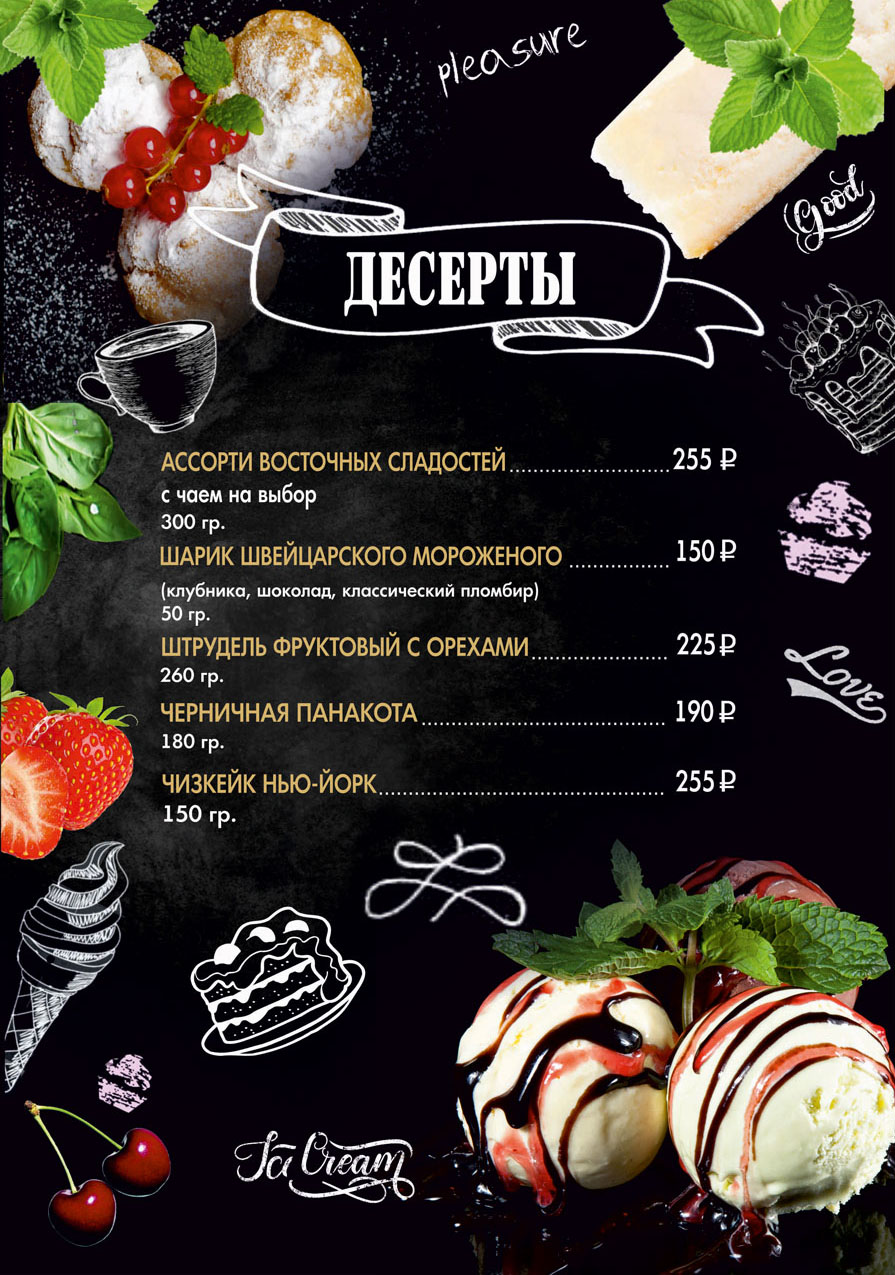 pleasure
Good
ДЕСЕРТЫ
АССОРТИ ВОСТОЧНЫХ СЛАДОСТЕЙ 255 ₽
с чаем на выбор
300 гр.
ШАРИК ШВЕЙЦАРСКОГО МОРОЖЕНОГО 150 ₽
(клубника, шоколад, классический пломбир)
50 гр.
ШТРУДЕЛЬ ФРУКТОВЫЙ С ОРЕХАМИ 225 ₽
260 гр.
Love
ЧЕРНИЧНАЯ ПАНАКОТА 190 ₽
180 гр.
ЧИЗКЕЙК НЬЮ-ЙОРК 255 ₽
150 гр.
Ice Cream